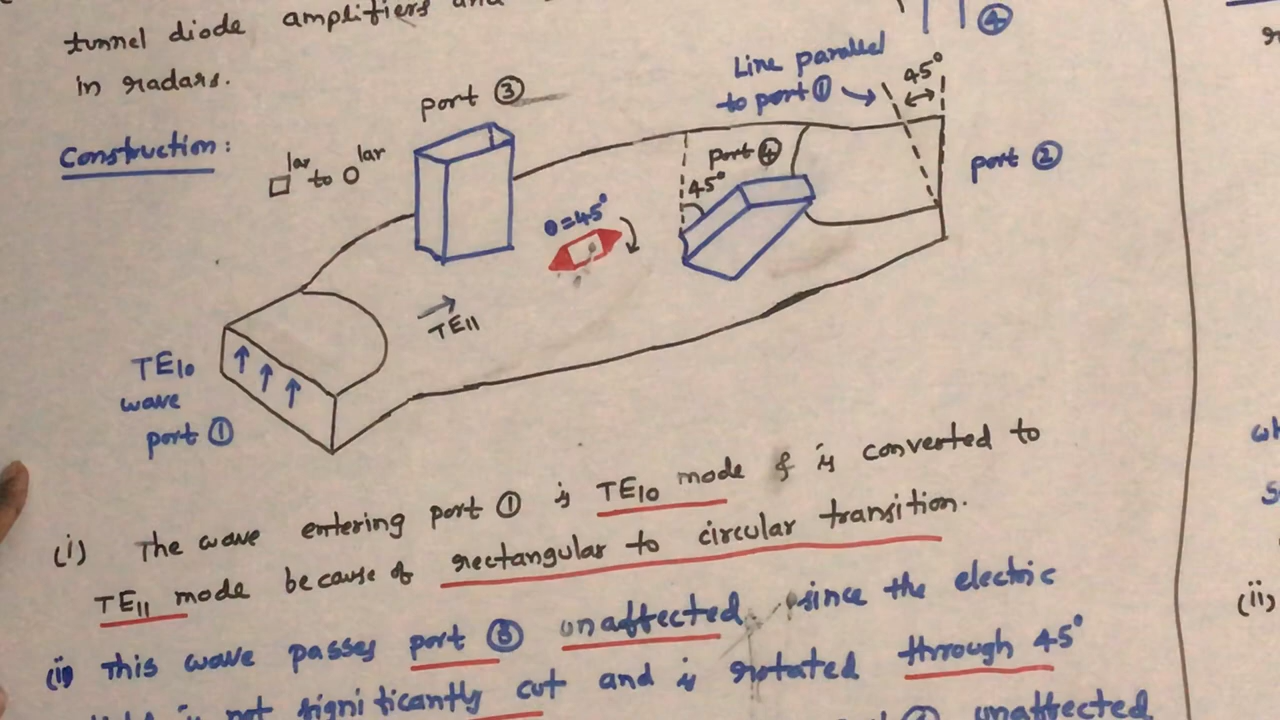 tunnel diode amplifiers and
in radars.
④
Line parallel
to port ①
45°
port ③
Construction:
□lar to Olar
port ④
45°
port ②
θ=45°
TE11
TE10
wave
port ①
(i) The wave entering port ① is TE10 mode & is converted to
TE11 mode because of rectangular to circular transition.
(ii) This wave passes port ③ unaffected since the electric
not significantly cut and is rotated through 45°
unaffected
(ii)